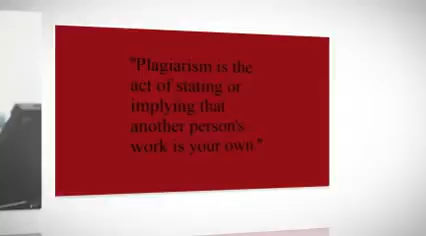 "Plagiarism is the
act of stating or
implying that
another person's
work is your own."